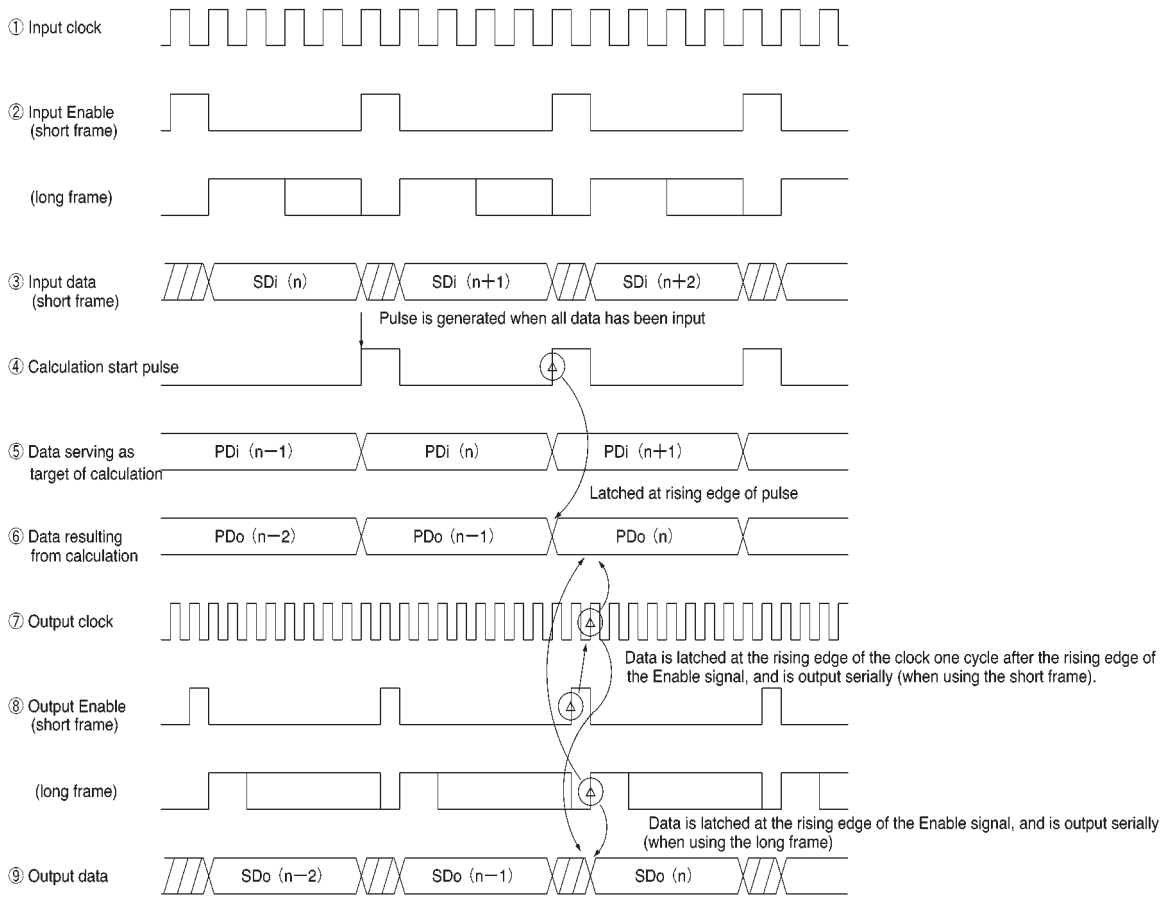 ① Input clock
② Input Enable
(short frame)
(long frame)
③ Input data
(short frame)
SDi (n)
SDi (n+1)
SDi (n+2)
Pulse is generated when all data has been input
④ Calculation start pulse
⑤ Data serving as
target of calculation
PDi (n−1)
PDi (n)
PDi (n+1)
Latched at rising edge of pulse
⑥ Data resulting
from calculation
PDo (n−2)
PDo (n−1)
PDo (n)
⑦ Output clock
Data is latched at the rising edge of the clock one cycle after the rising edge of
the Enable signal, and is output serially (when using the short frame).
⑧ Output Enable
(short frame)
(long frame)
Data is latched at the rising edge of the Enable signal, and is output serially
(when using the long frame)
⑨ Output data
SDo (n−2)
SDo (n−1)
SDo (n)